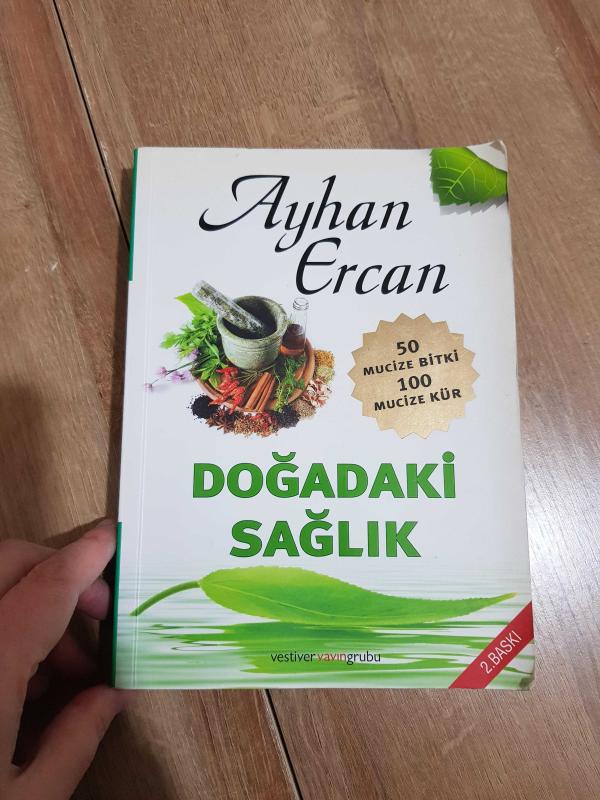 Ayhan
Ercan
50
MUCİZE BİTKİ
100
MUCİZE KÜR
DOĞADAKİ
SAĞLIK
vestiveryayıngrubu
2.BASKI